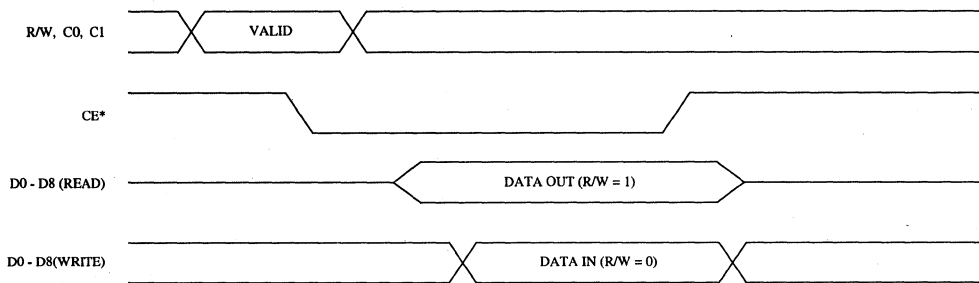 R/W, C0, C1
VALID
CE*
D0 - D8 (READ)
DATA OUT (R/W = 1)
D0 - D8(WRITE)
DATA IN (R/W = 0)